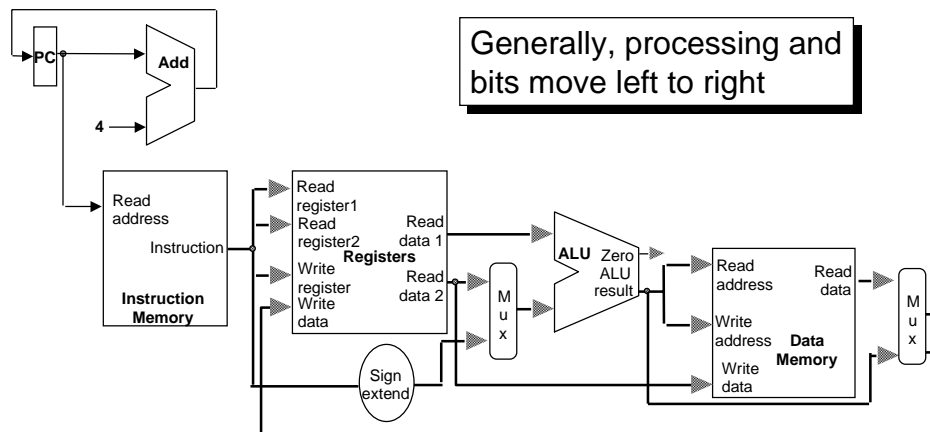 Generally, processing and
bits move left to right
PC
Add
4
Read
address
Instruction
Instruction
Memory
Read
register1
Read
register2
Registers
Write
register
Write
data
Read
data 1
Read
data 2
Sign
extend
M
u
x
ALU
Zero
ALU
result
Read
address
Write
address
Write
data
Read
data
Data
Memory
M
u
x